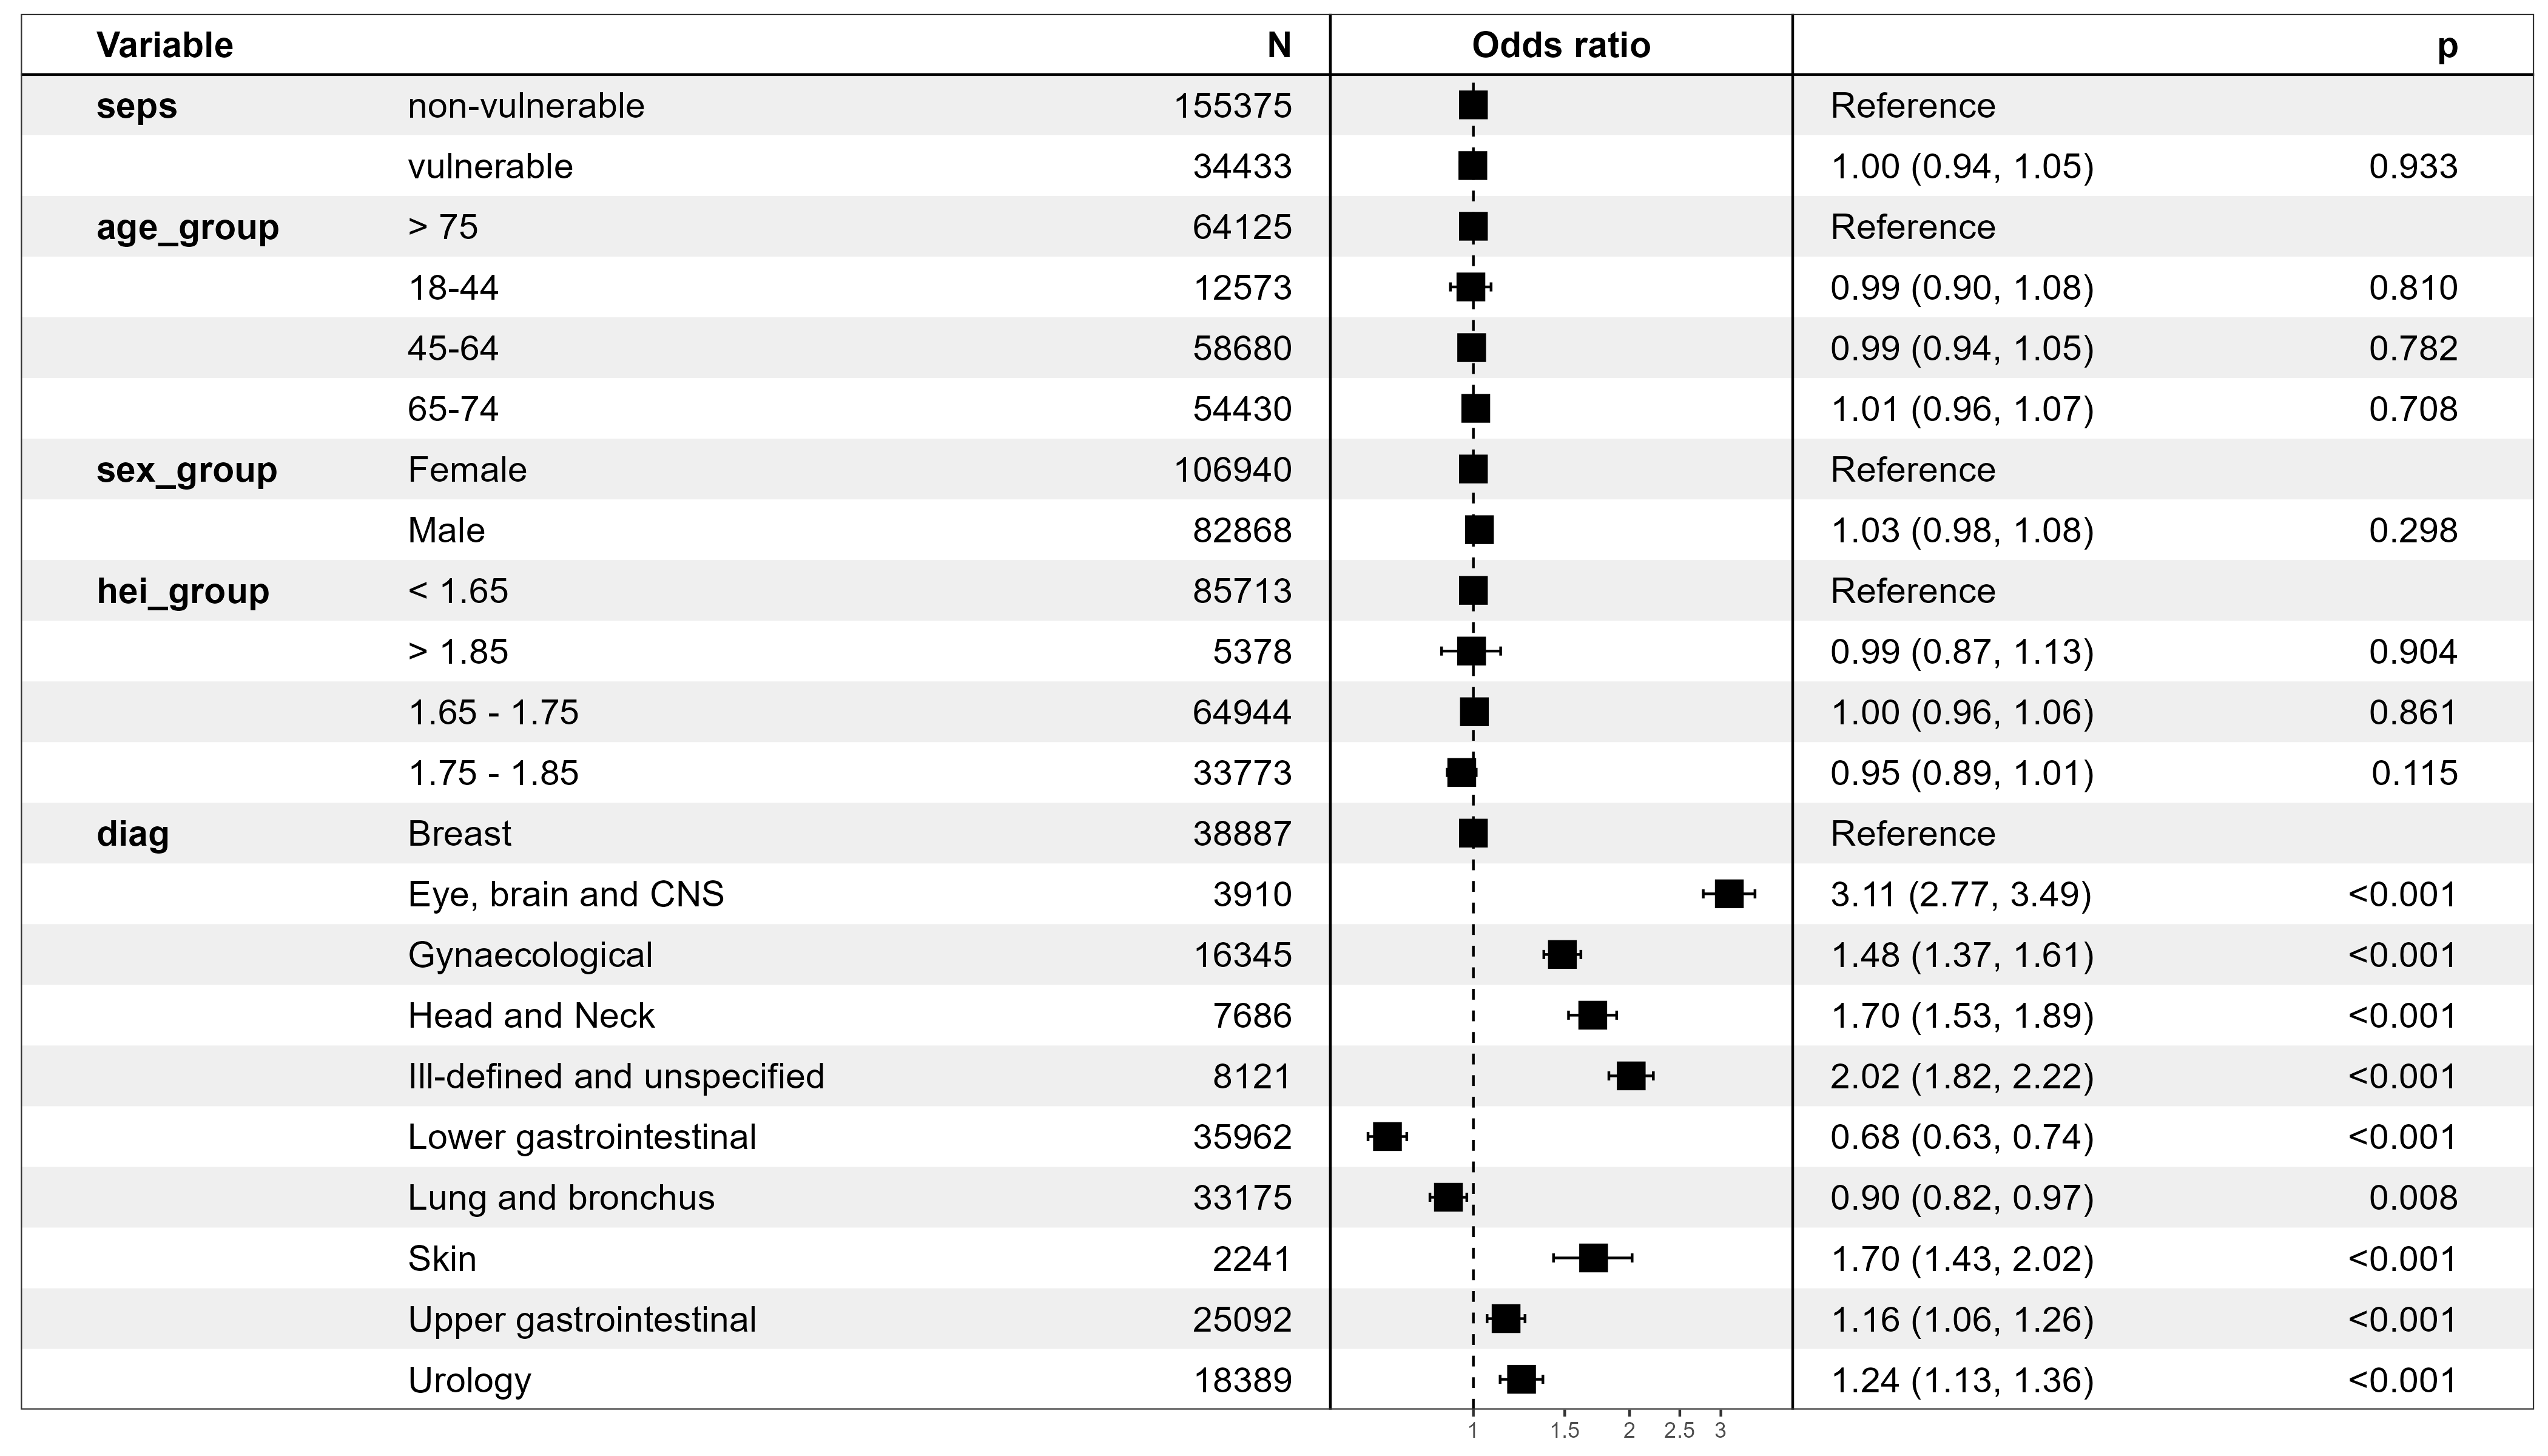 Variable N Odds ratio p
seps non-vulnerable 155375 Reference
vulnerable 34433 1.00 (0.94, 1.05) 0.933
age_group > 75 64125 Reference
18-44 12573 0.99 (0.90, 1.08) 0.810
45-64 58680 0.99 (0.94, 1.05) 0.782
65-74 54430 1.01 (0.96, 1.07) 0.708
sex_group Female 106940 Reference
Male 82868 1.03 (0.98, 1.08) 0.298
hei_group < 1.65 85713 Reference
> 1.85 5378 0.99 (0.87, 1.13) 0.904
1.65 - 1.75 64944 1.00 (0.96, 1.06) 0.861
1.75 - 1.85 33773 0.95 (0.89, 1.01) 0.115
diag Breast 38887 Reference
Eye, brain and CNS 3910 3.11 (2.77, 3.49) <0.001
Gynaecological 16345 1.48 (1.37, 1.61) <0.001
Head and Neck 7686 1.70 (1.53, 1.89) <0.001
Ill-defined and unspecified 8121 2.02 (1.82, 2.22) <0.001
Lower gastrointestinal 35962 0.68 (0.63, 0.74) <0.001
Lung and bronchus 33175 0.90 (0.82, 0.97) 0.008
Skin 2241 1.70 (1.43, 2.02) <0.001
Upper gastrointestinal 25092 1.16 (1.06, 1.26) <0.001
Urology 18389 1.24 (1.13, 1.36) <0.001
1 1.5 2 2.5 3